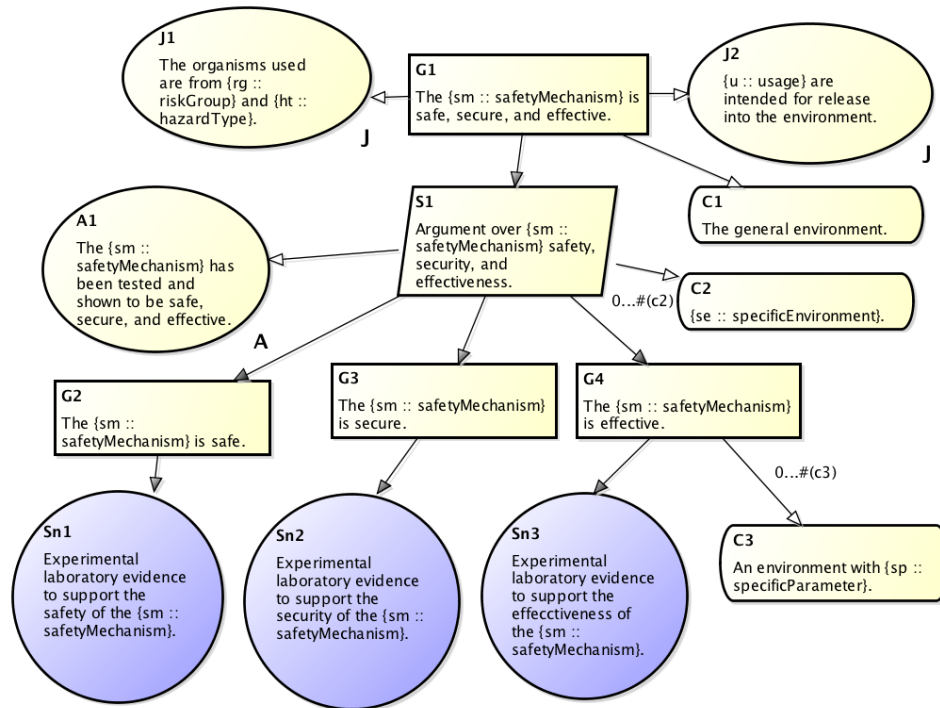 J1
The organisms used
are from {rg ::
riskGroup} and {ht ::
hazardType}.
J
G1
The {sm :: safetyMechanism} is
safe, secure, and effective.
J2
{u :: usage} are
intended for release
into the environment.
J
C1
The general environment.
S1
Argument over {sm ::
safetyMechanism} safety,
security, and
effectiveness.
A1
The {sm ::
safetyMechanism} has
been tested and
shown to be safe,
secure, and effective.
A
0...#(c2)
C2
{se :: specificEnvironment}.
G2
The {sm ::
safetyMechanism} is safe.
G3
The {sm :: safetyMechanism}
is secure.
G4
The {sm :: safetyMechanism}
is effective.
0...#(c3)
Sn1
Experimental
laboratory evidence
to support the
safety of the {sm ::
safetyMechanism}.
Sn2
Experimental
laboratory evidence
to support the
security of the {sm ::
safetyMechanism}.
Sn3
Experimental
laboratory evidence
to support the
effecctiveness of
the {sm ::
safetyMechanism}.
C3
An environment with {sp ::
specificParameter}.